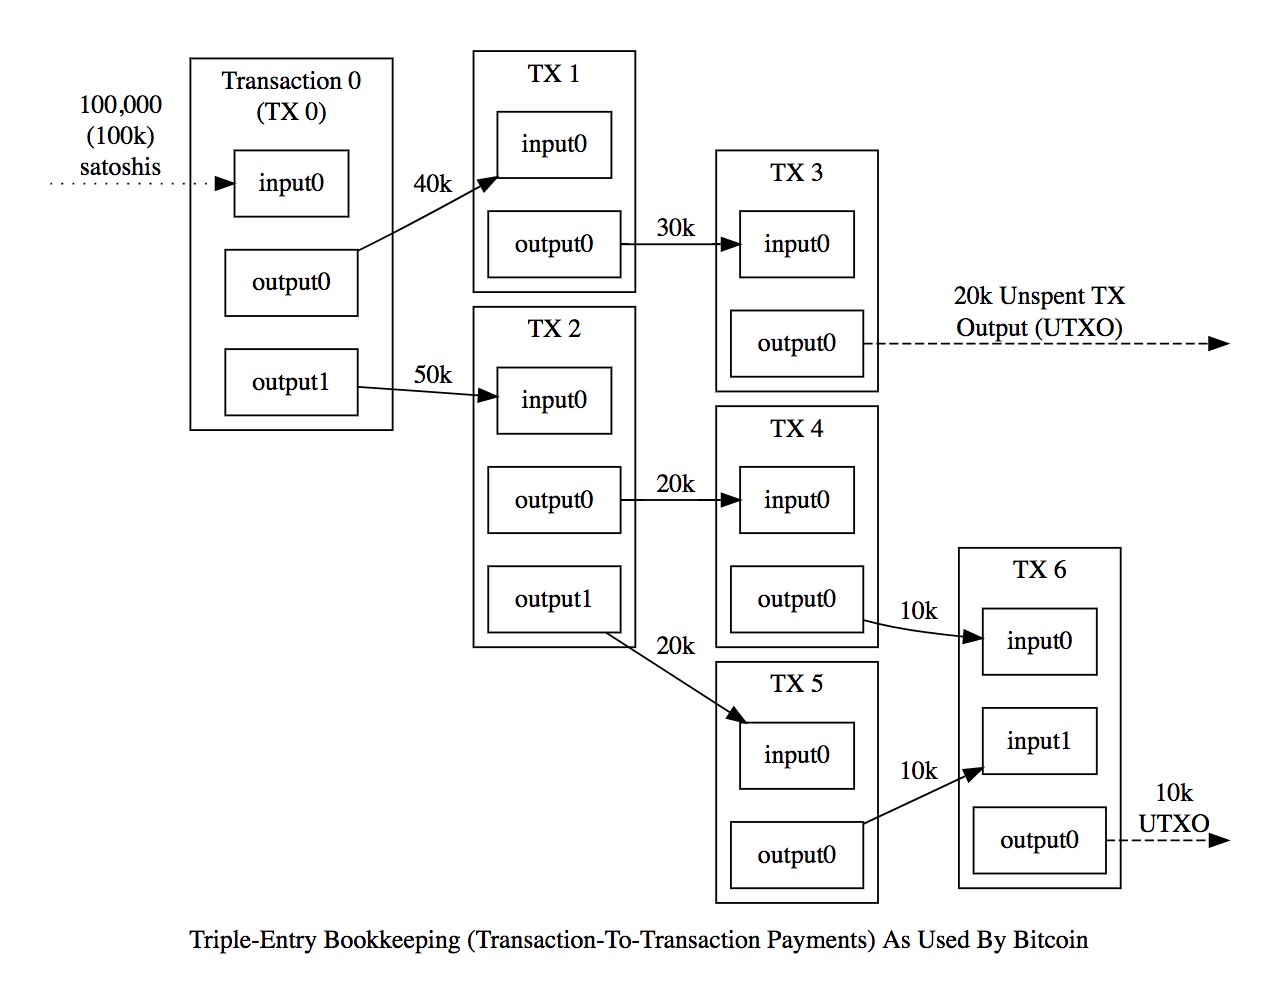 100,000
(100k)
satoshis
Transaction 0
(TX 0)
input0
output0
output1
40k
50k
TX 1
input0
output0
TX 2
input0
output0
output1
30k
20k
20k
TX 3
input0
output0
TX 4
input0
output0
TX 5
input0
output0
20k Unspent TX
Output (UTXO)
10k
10k
TX 6
input0
input1
output0
10k
UTXO
Triple-Entry Bookkeeping (Transaction-To-Transaction Payments) As Used By Bitcoin